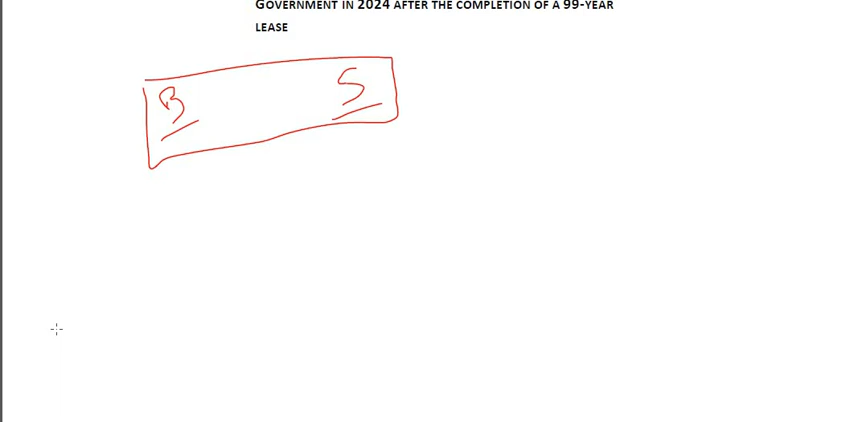 GOVERNMENT IN 2024 AFTER THE COMPLETION OF A 99-YEAR
LEASE
B S